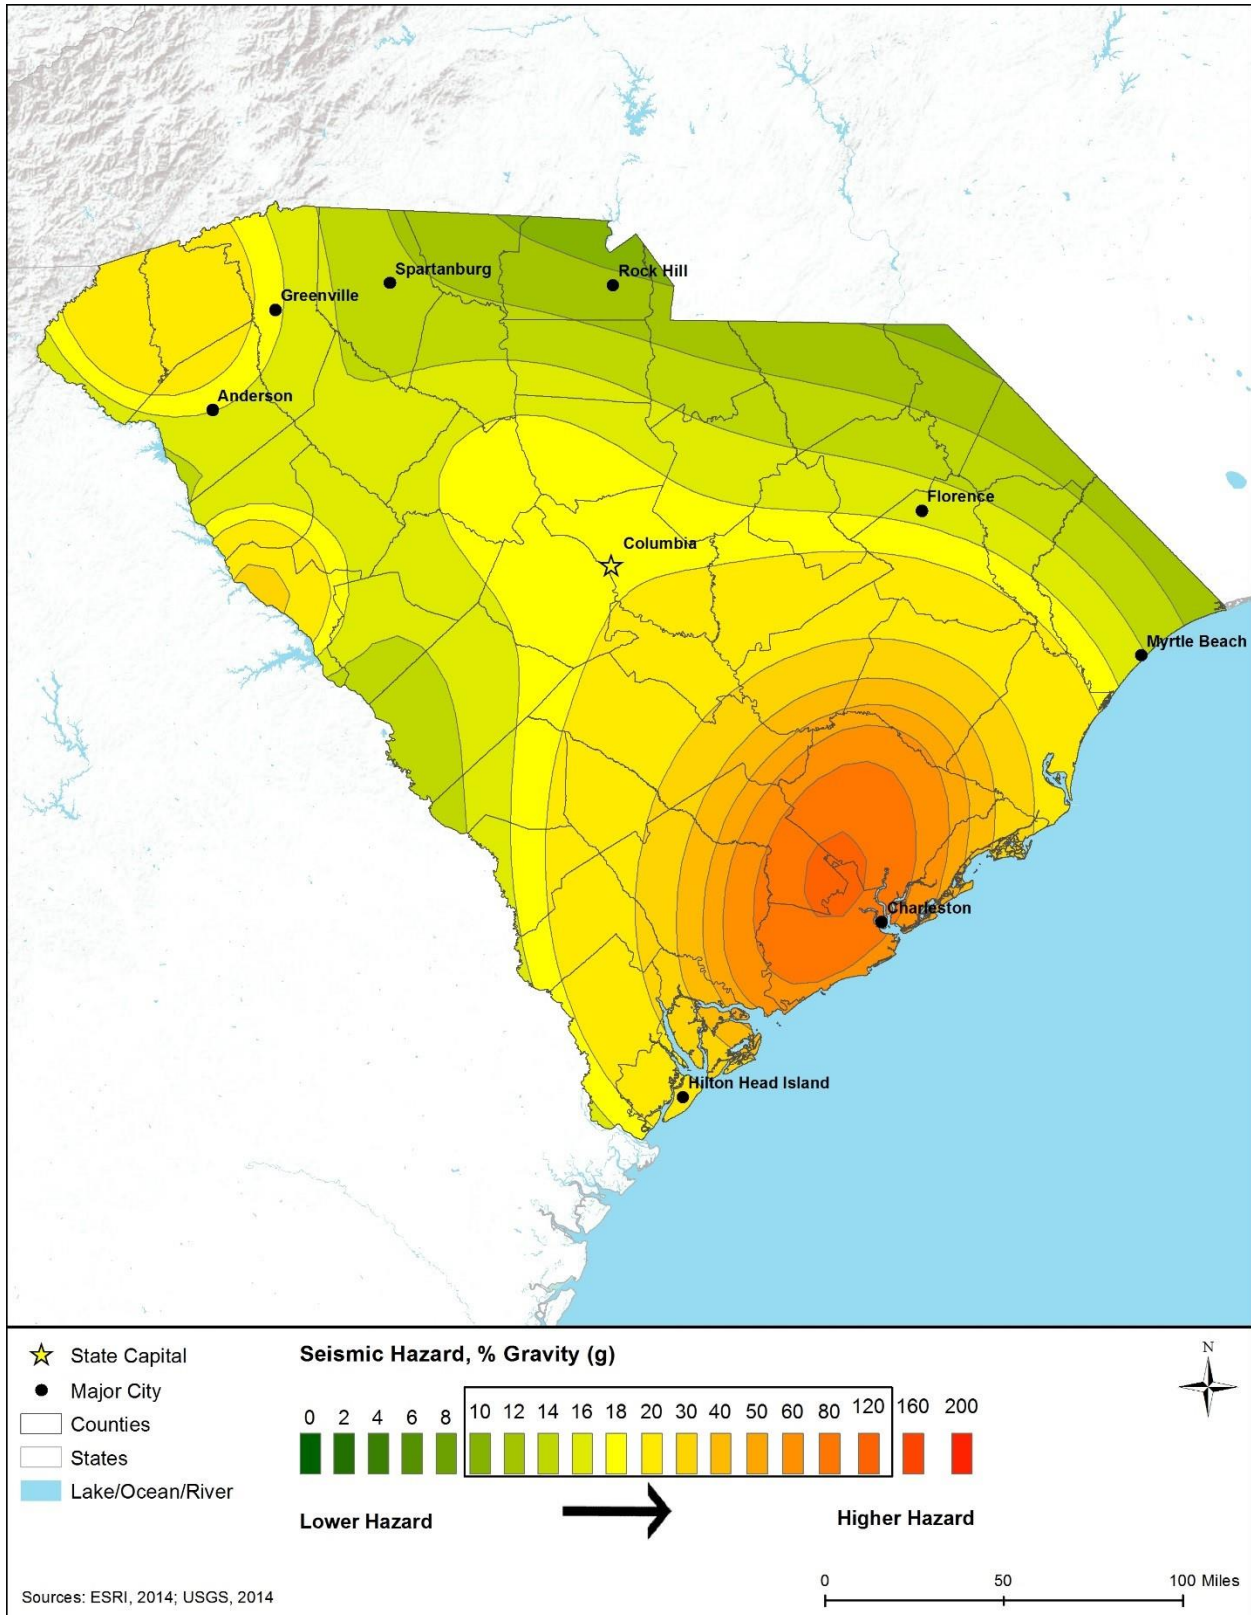 Spartanburg
Rock Hill
Greenville
Anderson
Florence
Columbia
Myrtle Beach
Charleston
Hilton Head Island
State Capital
Major City
Counties
States
Lake/Ocean/River
Seismic Hazard, % Gravity (g)
0 2 4 6 8 10 12 14 16 18 20 30 40 50 60 80 120 160 200
Lower Hazard
Higher Hazard
N
Sources: ESRI, 2014; USGS, 2014
0 50 100 Miles